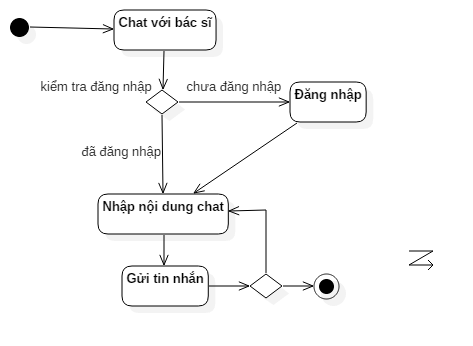 Chat với bác sĩ
kiểm tra đăng nhập
chưa đăng nhập
Đăng nhập
đã đăng nhập
Nhập nội dung chat
Gửi tin nhắn